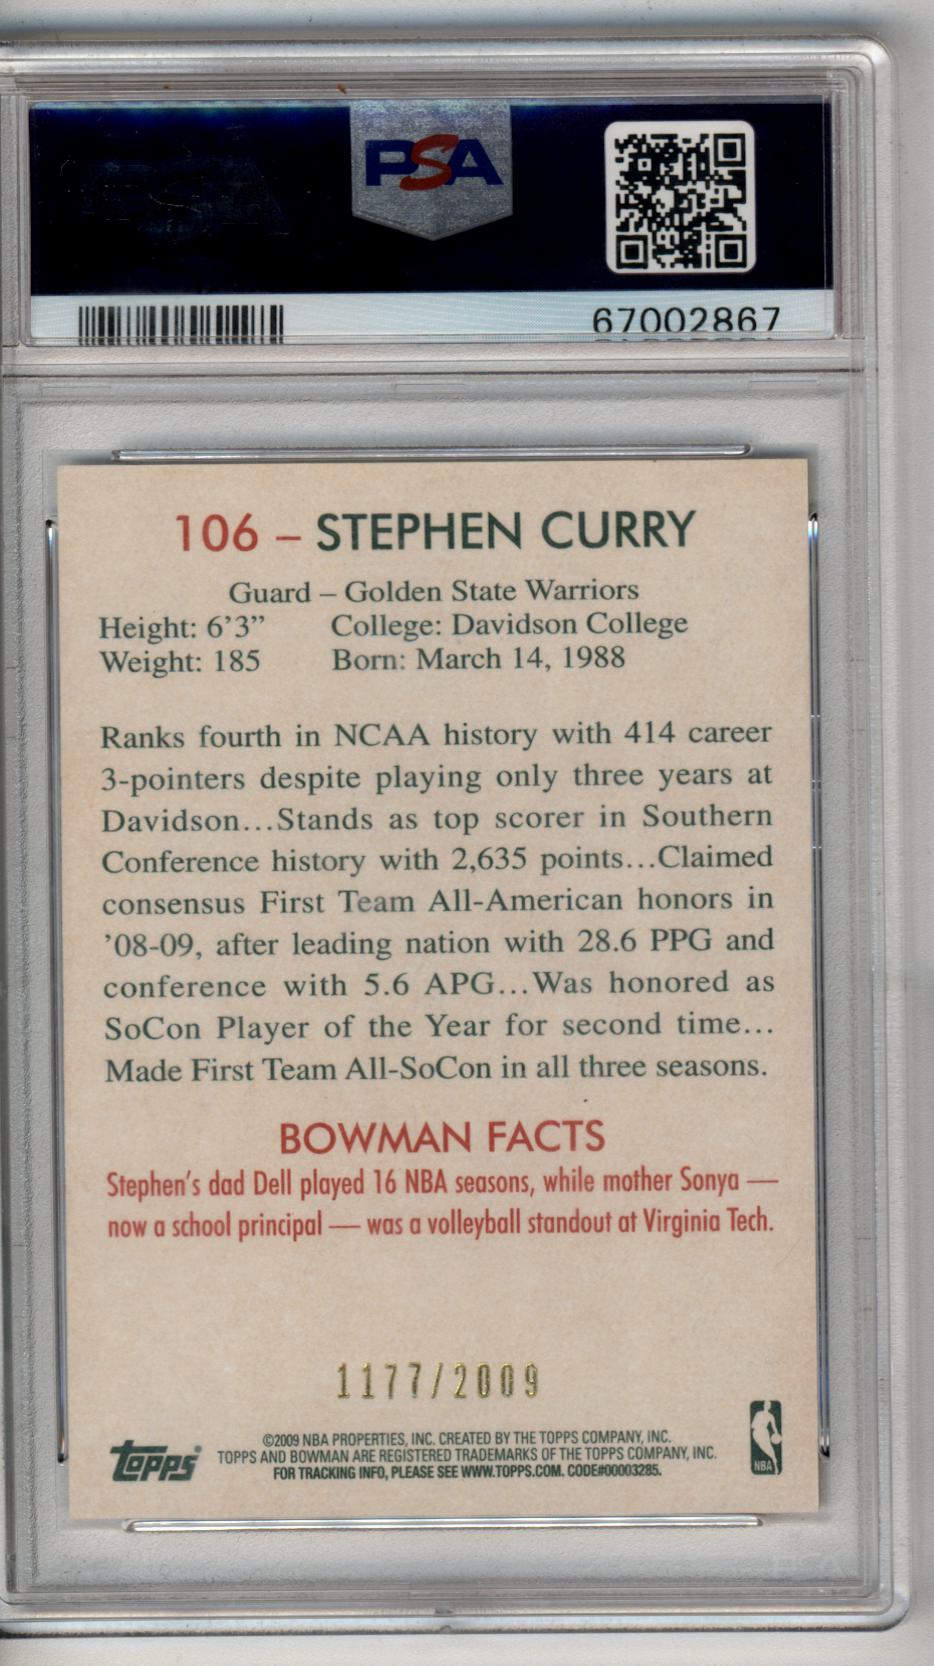 PSA
67002867
106 – STEPHEN CURRY
Guard – Golden State Warriors
Height: 6’3” College: Davidson College
Weight: 185 Born: March 14, 1988
Ranks fourth in NCAA history with 414 career
3-pointers despite playing only three years at
Davidson...Stands as top scorer in Southern
Conference history with 2,635 points...Claimed
consensus First Team All-American honors in
’08-09, after leading nation with 28.6 PPG and
conference with 5.6 APG...Was honored as
SoCon Player of the Year for second time...
Made First Team All-SoCon in all three seasons.
BOWMAN FACTS
Stephen’s dad Dell played 16 NBA seasons, while mother Sonya —
now a school principal — was a volleyball standout at Virginia Tech.
1177/2009
©2009 NBA PROPERTIES, INC. CREATED BY THE TOPPS COMPANY, INC.
TOPPS AND BOWMAN ARE REGISTERED TRADEMARKS OF THE TOPPS COMPANY, INC.
FOR TRACKING INFO, PLEASE SEE WWW.TOPPS.COM. CODE#00003285.
topps
NBA